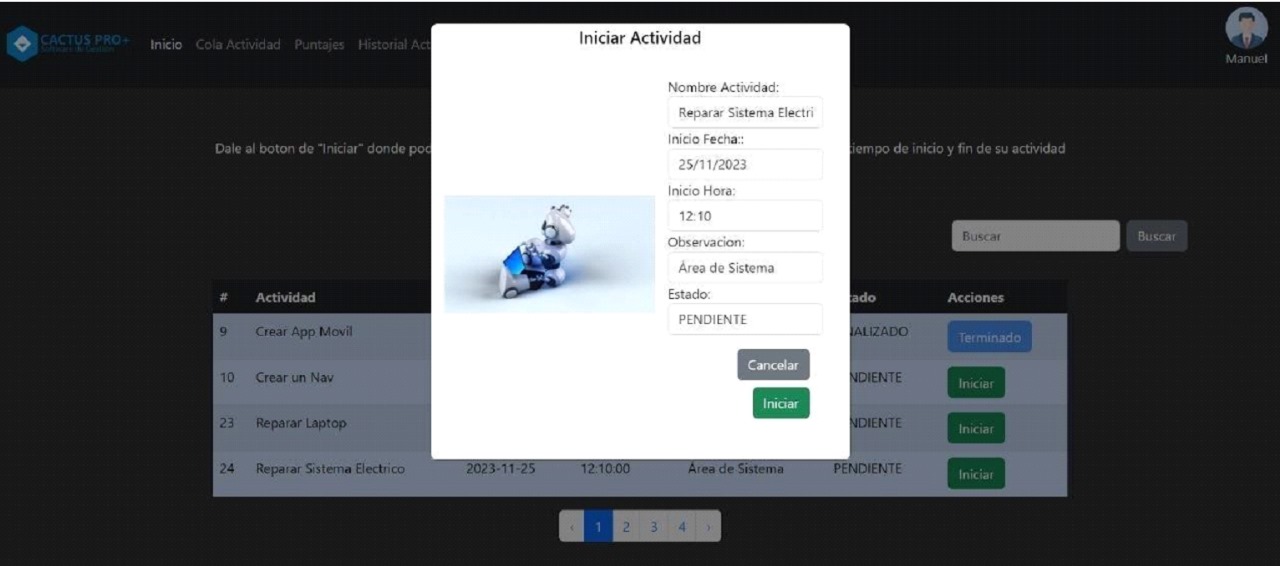 CACTUS PRO+
Inicio Cola Actividad Puntajes Historial Act
Manuel
Iniciar Actividad
Nombre Actividad:
Reparar Sistema Electri
Inicio Fecha::
25/11/2023
Inicio Hora:
12:10
Observacion:
Área de Sistema
Estado:
PENDIENTE
Cancelar
Iniciar
Dale al boton de "Iniciar" donde pod
iempo de inicio y fin de su actividad
Buscar Buscar
# Actividad ado Acciones
9 Crear App Movil NALIZADO Terminado
10 Crear un Nav NDIENTE Iniciar
23 Reparar Laptop NDIENTE Iniciar
24 Reparar Sistema Electrico 2023-11-25 12:10:00 Área de Sistema PENDIENTE Iniciar
‹ 1 2 3 4 ›